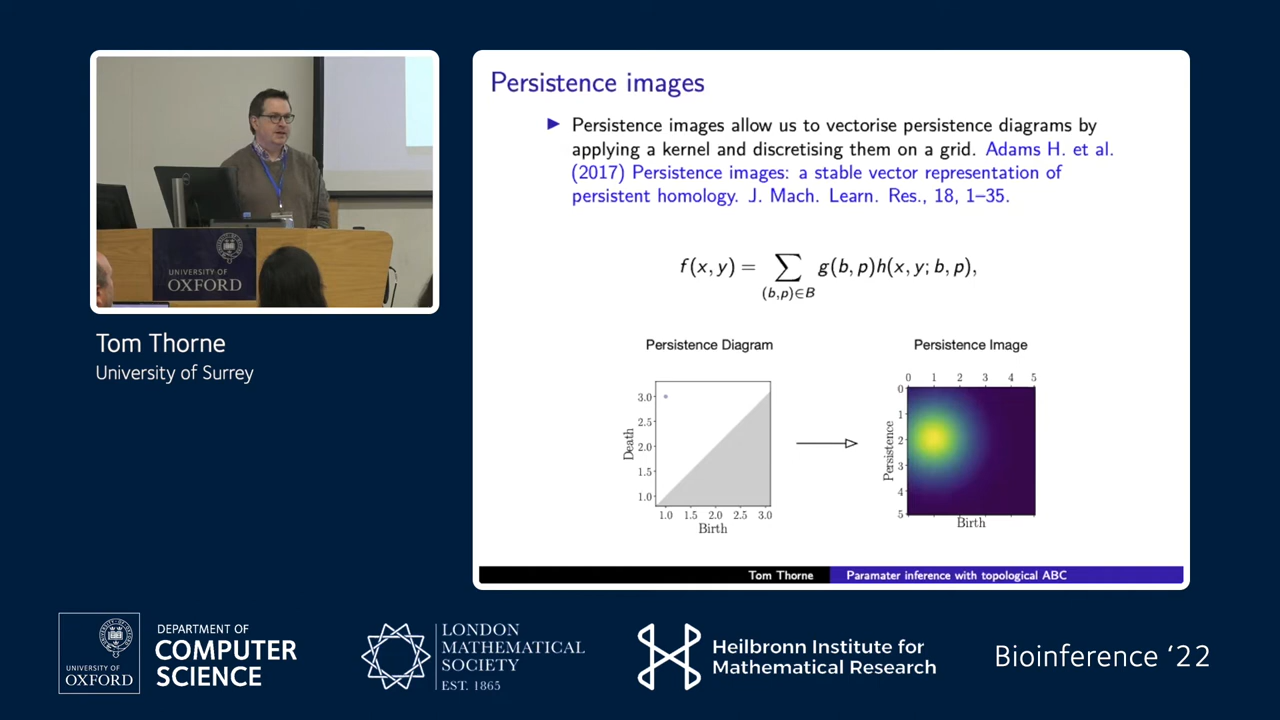 UNIVERSITY OF
OXFORD
Tom Thorne
University of Surrey
Persistence images
Persistence images allow us to vectorise persistence diagrams by
applying a kernel and discretising them on a grid. Adams H. et al.
(2017) Persistence images: a stable vector representation of
persistent homology. J. Mach. Learn. Res., 18, 1–35.
f(x, y) = ∑ g(b, p)h(x, y; b, p),
(b,p)∈B
Persistence Diagram
3.0
2.5
2.0
1.5
1.0
Death
1.0 1.5 2.0 2.5 3.0
Birth
Persistence Image
0 1 2 3 4 5
0
1
2
3
4
5
Persistence
Birth
Tom Thorne Paramater inference with topological ABC
UNIVERSITY OF
OXFORD
DEPARTMENT OF
COMPUTER
SCIENCE
LONDON
MATHEMATICAL
SOCIETY
EST. 1865
Heilbronn Institute for
Mathematical Research
Bioinference ‘22